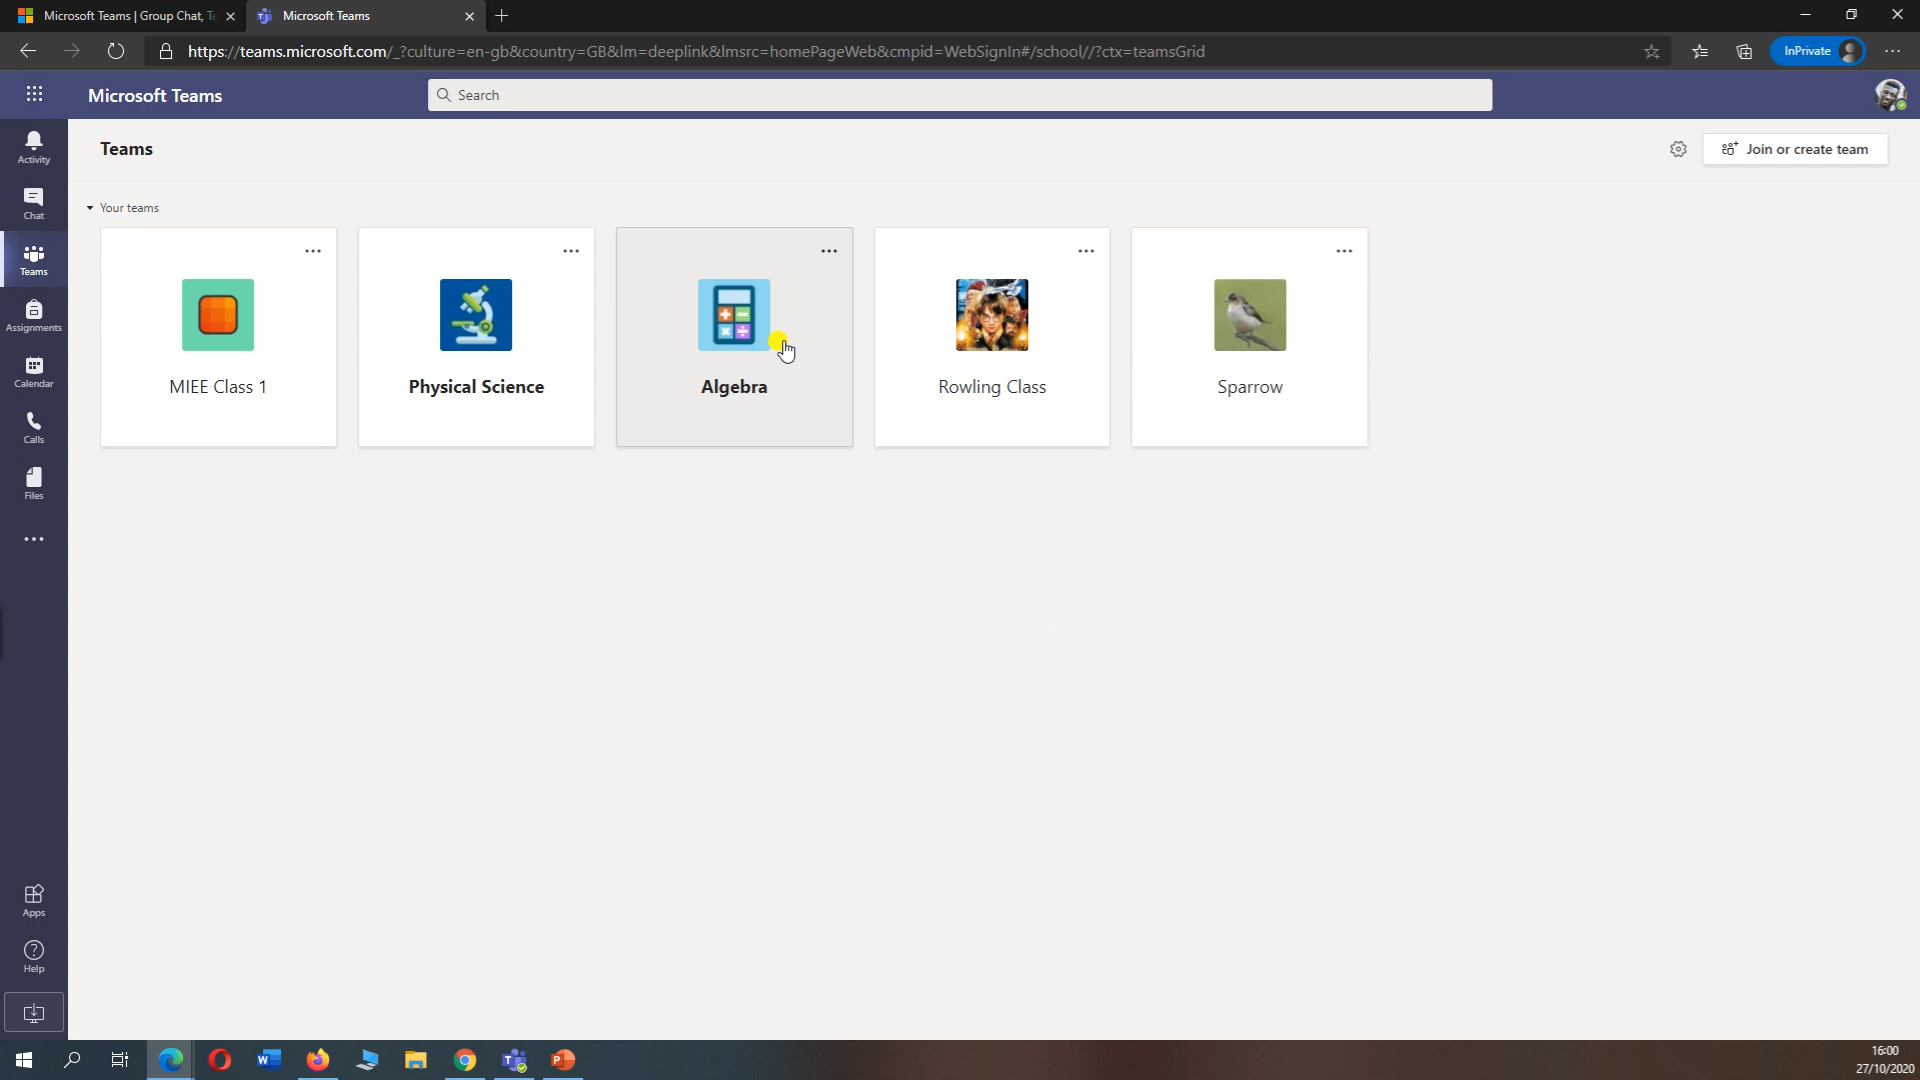 Microsoft Teams | Group Chat, Te
Microsoft Teams
https://teams.microsoft.com/_?culture=en-gb&country=GB&lm=deeplink&lmsrc=homePageWeb&cmpid=WebSignIn#/school//?ctx=teamsGrid
InPrivate
Microsoft Teams
Search
Activity
Chat
Teams
Assignments
Calendar
Calls
Files
Apps
Help
Teams
Join or create team
Your teams
MIEE Class 1
Physical Science
Algebra
Rowling Class
Sparrow
16:00
27/10/2020